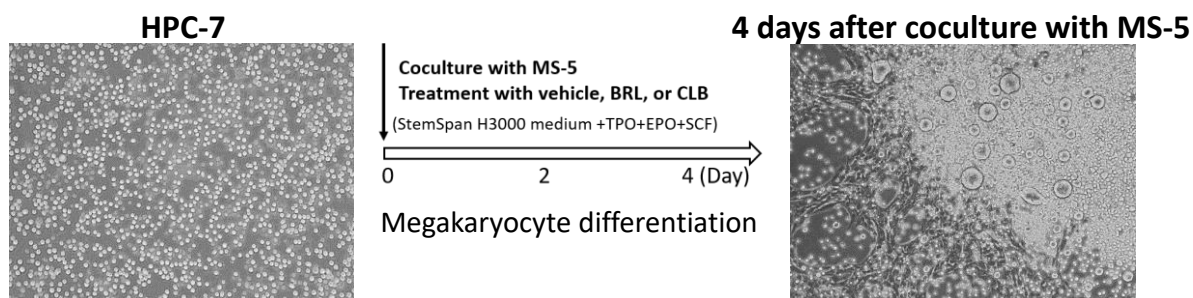 HPC-7
4 days after coculture with MS-5
Coculture with MS-5
Treatment with vehicle, BRL, or CLB
(StemSpan H3000 medium +TPO+EPO+SCF)
0 2 4 (Day)
Megakaryocyte differentiation